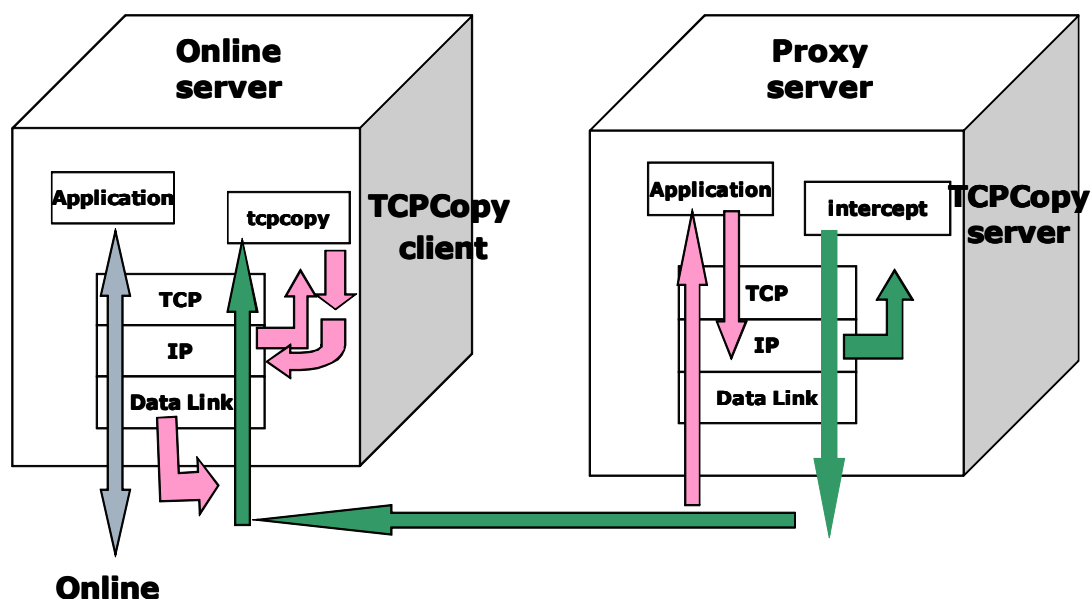 Online
server
Application
tcpcopy
TCPCopy
client
TCP
IP
Data Link
Online
Proxy
server
Application
intercept
TCPCopy
server
TCP
IP
Data Link